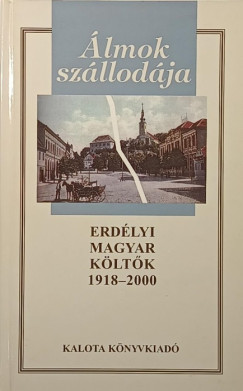 Álmok
szállodája
ERDÉLYI
MAGYAR
KÖLTŐK
1918–2000
KALOTA KÖNYVKIADÓ